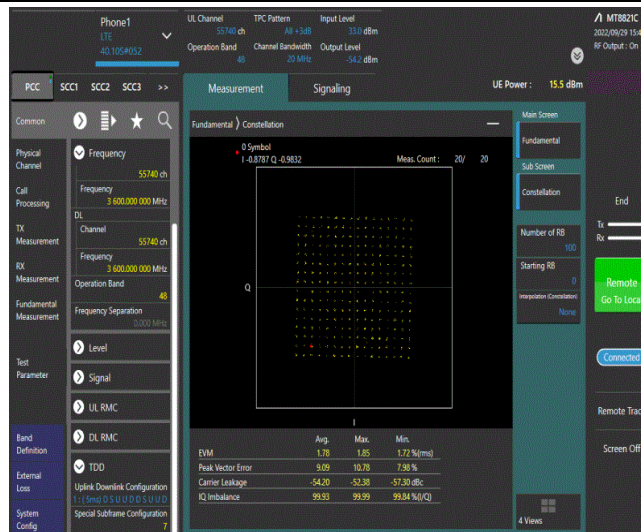 Phone1
LTE
40.105#052
UL Channel
55740 ch
TPC Pattern
All +3dB
Input Level
33.0 dBm
Operation Band
48
Channel Bandwidth
20 MHz
Output Level
-54.2 dBm
MT8821C
2022/09/29 15:4
RF Output : On
PCC
SCC1
SCC2
SCC3
>>
Measurement
Signaling
UE Power : 15.5 dBm
Common
Physical
Channel
Call
Processing
TX
Measurement
RX
Measurement
Fundamental
Measurement
Test
Parameter
Band
Definition
External
Loss
System
Config
Frequency
55740 ch
Frequency
3 600.000 000 MHz
DL
Channel
55740 ch
Frequency
3 600.000 000 MHz
Operation Band
48
Frequency Separation
0.000 MHz
Level
Signal
UL RMC
DL RMC
TDD
Uplink Downlink Configuration
1 : ( 5ms) D S U U D D S U U D
Special Subframe Configuration
7
Fundamental ⟩ Constellation
0 Symbol
I -0.8787 Q -0.9832
Meas. Count : 20/ 20
Q
I
Avg. Max. Min.
EVM 1.78 1.85 1.72 %(rms)
Peak Vector Error 9.09 10.78 7.98 %
Carrier Leakage -54.20 -52.38 -57.30 dBc
IQ Imbalance 99.93 99.99 99.84 %(I/Q)
Main Screen
Fundamental
Sub Screen
Constellation
Number of RB
100
Starting RB
0
Interpolation (Constellation)
None
4 Views
End
Tx
Rx
Remote
Go To Loca
Connected
Remote Trac
Screen Off